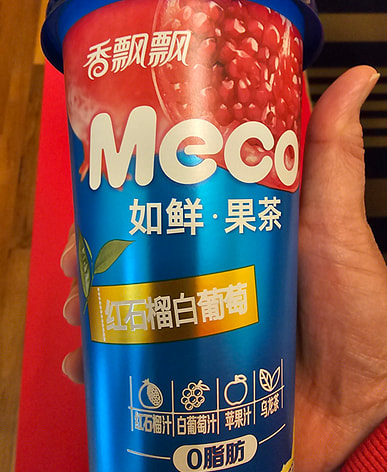 香飘飘
Meco
如鲜·果茶
红石榴白葡萄
红石榴汁 白葡萄汁 苹果汁 乌龙茶
0脂肪